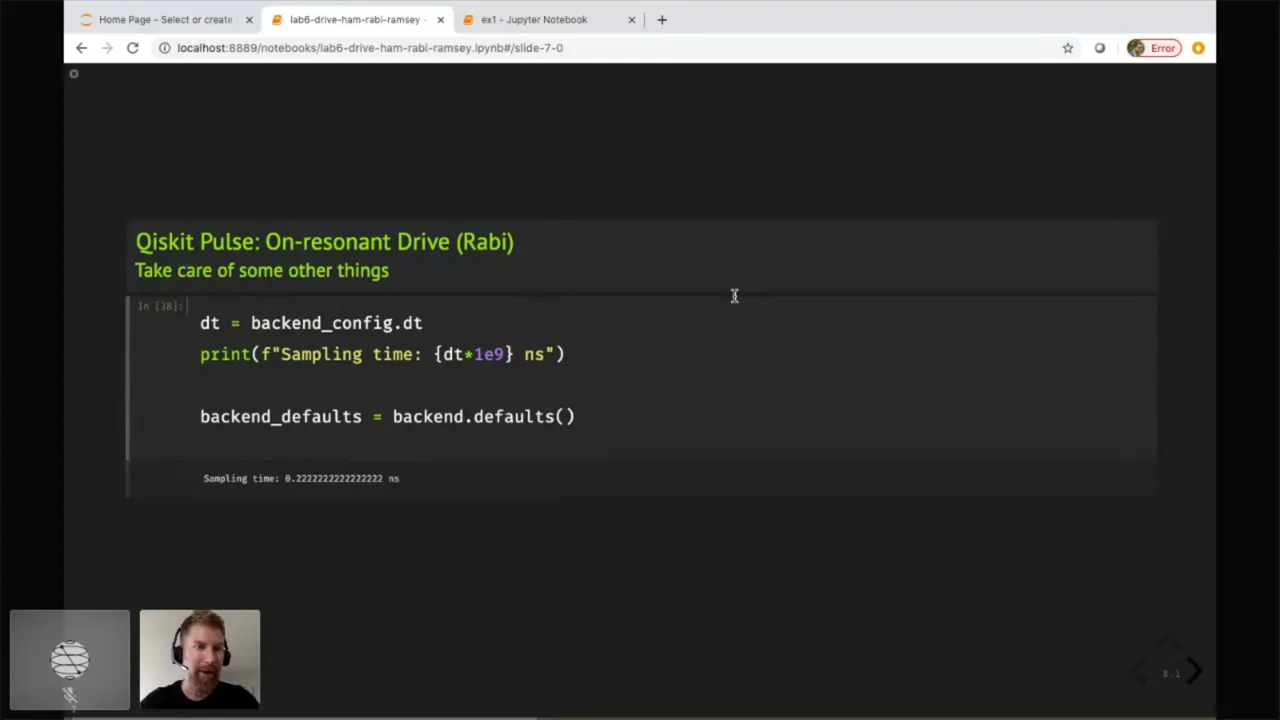 Home Page - Select or create
lab6-drive-ham-rabi-ramsey -
ex1 - Jupyter Notebook
localhost:8889/notebooks/lab6-drive-ham-rabi-ramsey.ipynb#/slide-7-0
Error
Qiskit Pulse: On-resonant Drive (Rabi)
Take care of some other things
In [38]:
dt = backend_config.dt
print(f"Sampling time: {dt*1e9} ns")
backend_defaults = backend.defaults()
Sampling time: 0.2222222222222222 ns